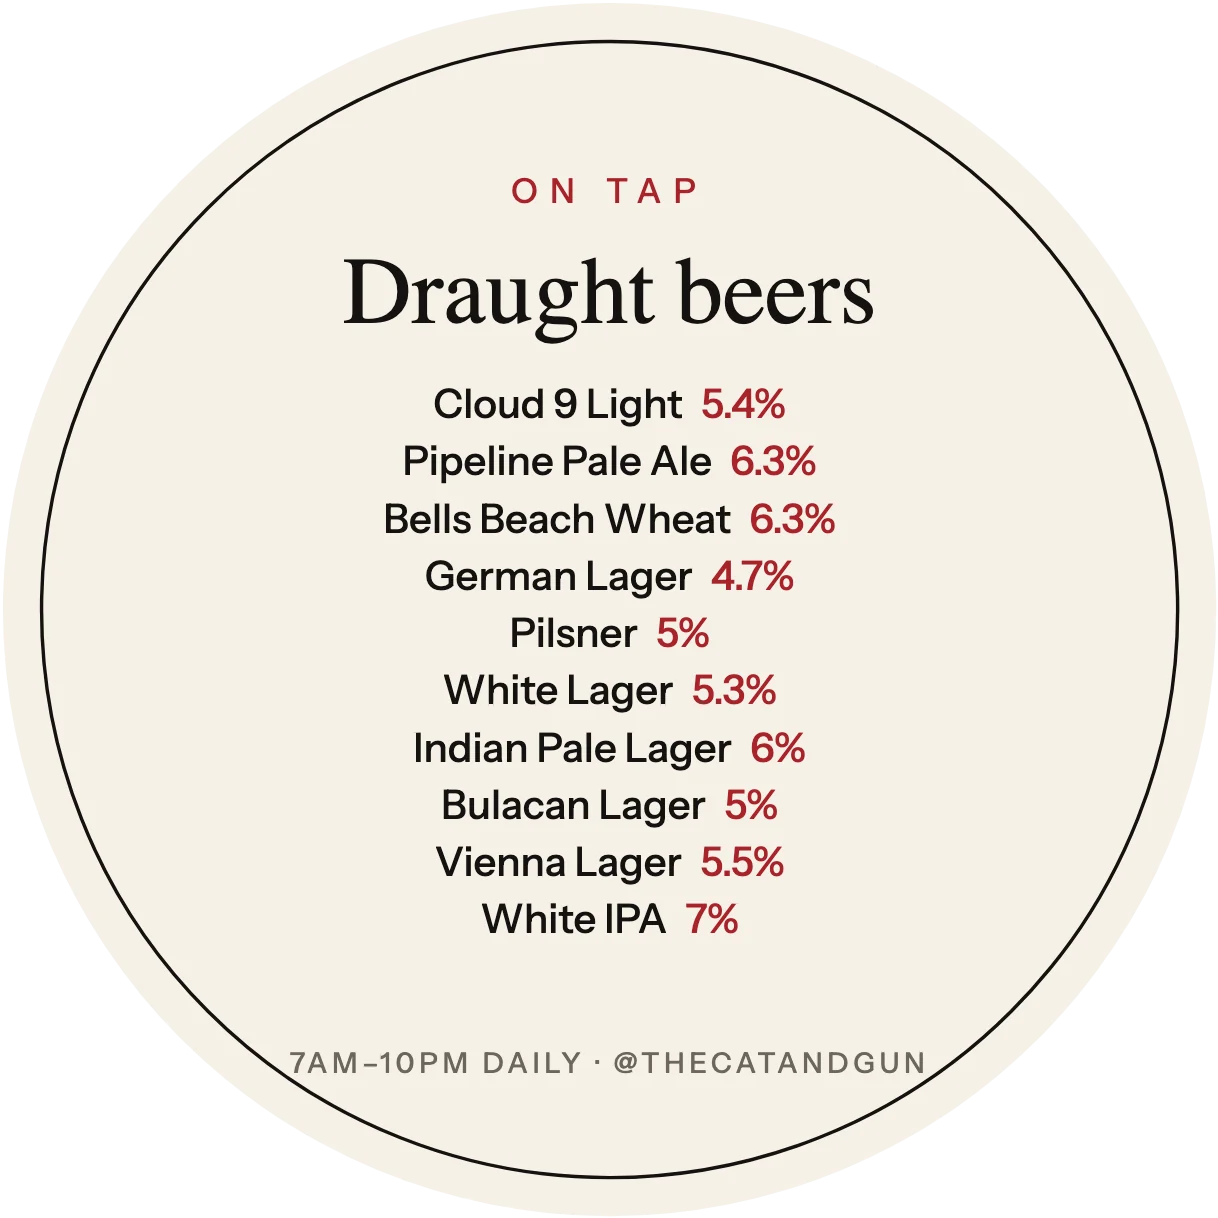 ON TAP
Draught beers
Cloud 9 Light 5.4%
Pipeline Pale Ale 6.3%
Bells Beach Wheat 6.3%
German Lager 4.7%
Pilsner 5%
White Lager 5.3%
Indian Pale Lager 6%
Bulacan Lager 5%
Vienna Lager 5.5%
White IPA 7%
7AM–10PM DAILY · @THECATANDGUN